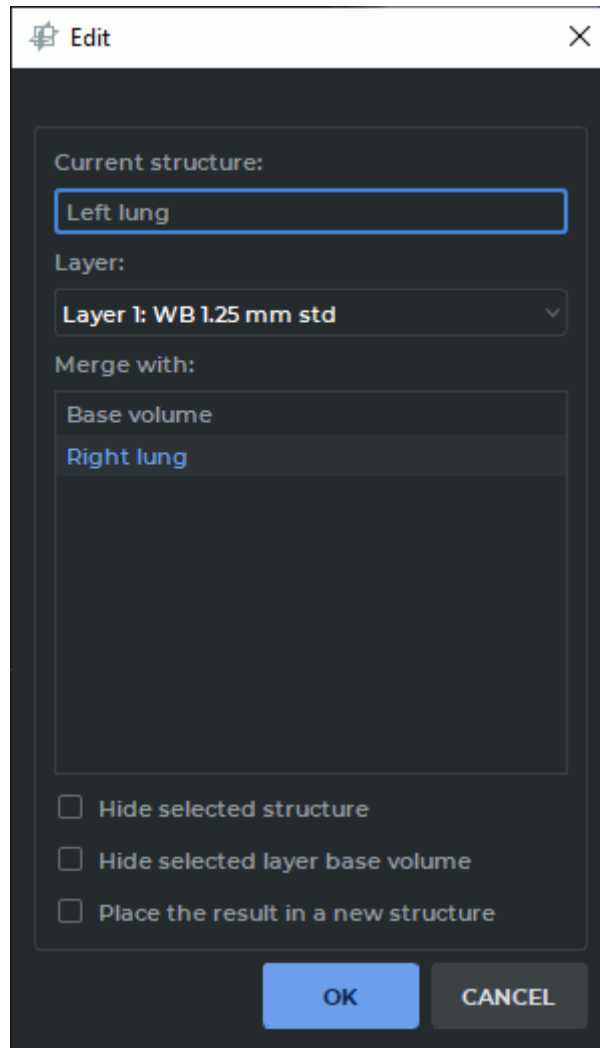 Edit
Current structure:
Left lung
Layer:
Layer 1: WB 1.25 mm std
Merge with:
Base volume
Right lung
Hide selected structure
Hide selected layer base volume
Place the result in a new structure
OK
CANCEL